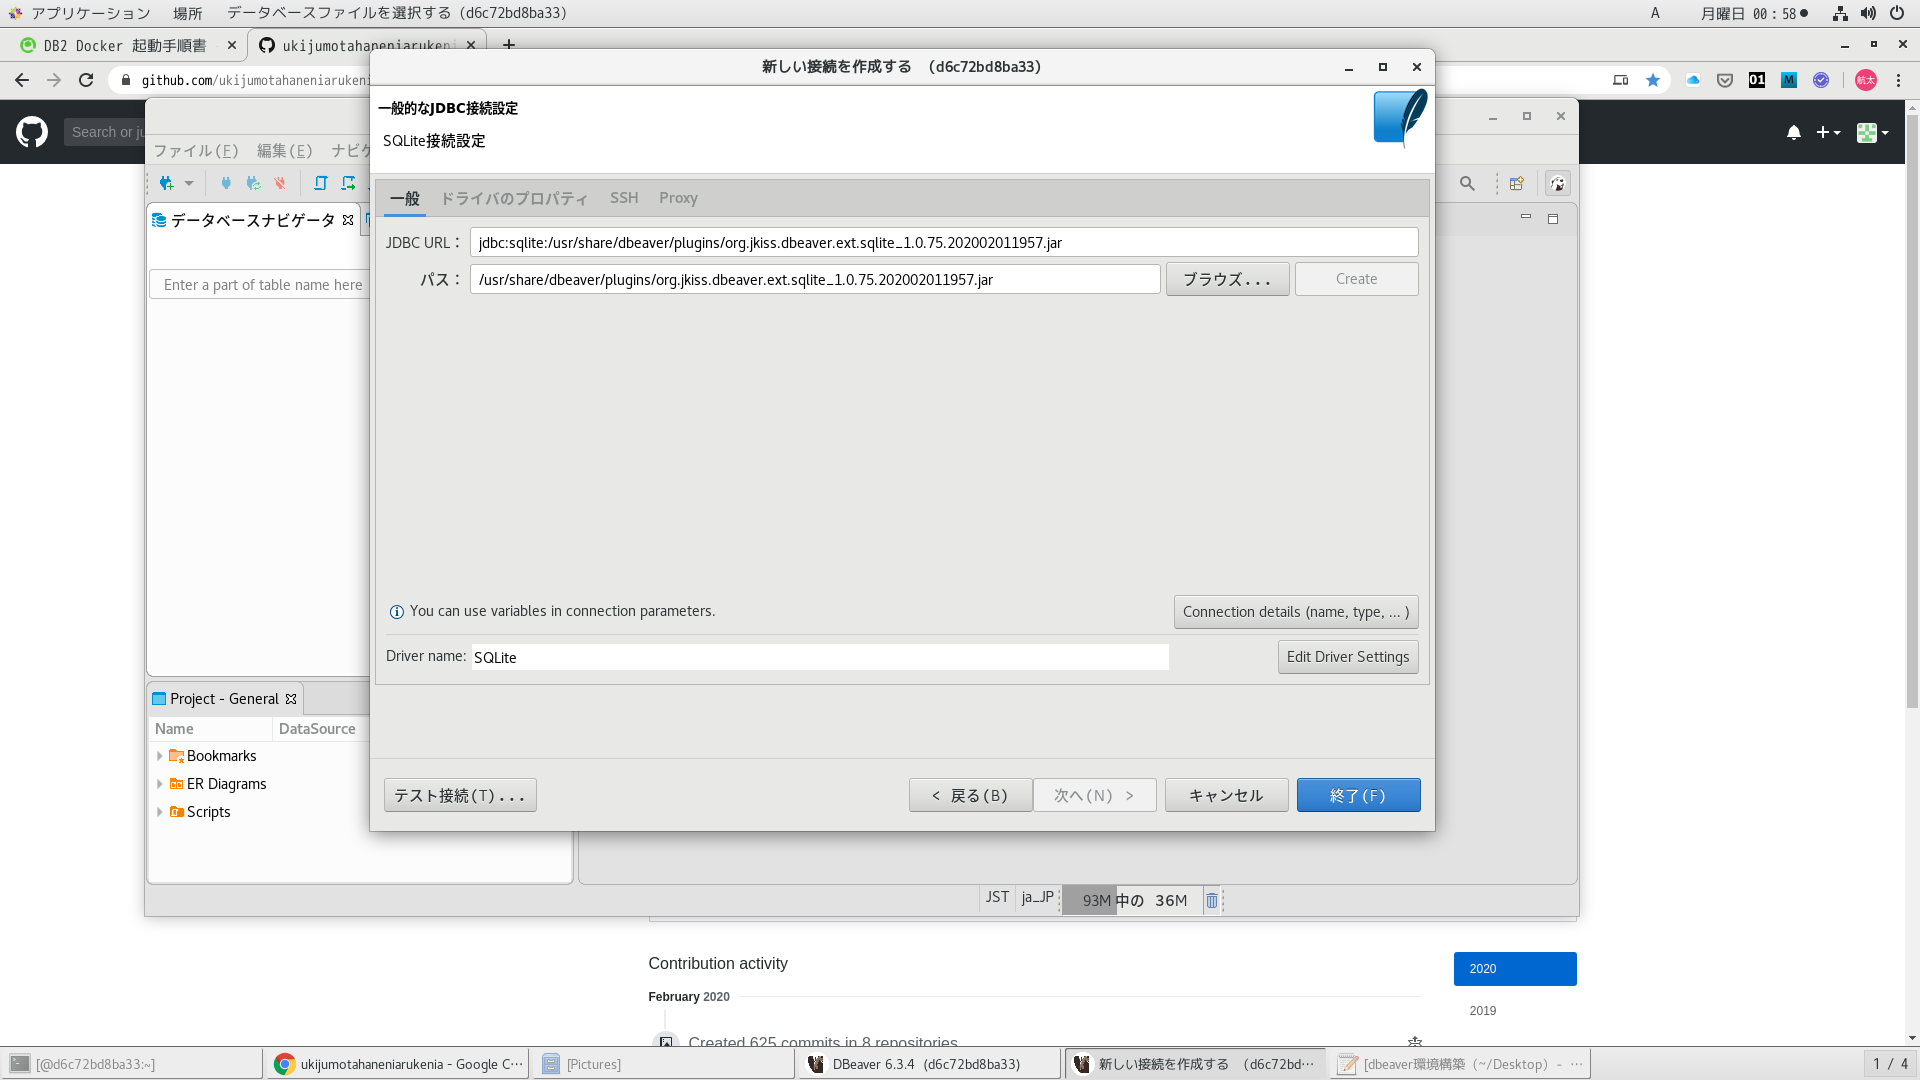 アプリケーション 場所 データベースファイルを選択する (d6c72bd8ba33) A 月曜日 00：58
DB2 Docker 起動手順書 ukijumotahaneniarukeni
github.com/ukijumotahaneniarukeni 01 M 航太
Search or ju
新しい接続を作成する (d6c72bd8ba33)
一般的なJDBC接続設定
SQLite接続設定
ファイル(F) 編集(E) ナビゲ
一般 ドライバのプロパティ SSH Proxy
データベースナビゲータ
JDBC URL： jdbc:sqlite:/usr/share/dbeaver/plugins/org.jkiss.dbeaver.ext.sqlite_1.0.75.202002011957.jar
パス： /usr/share/dbeaver/plugins/org.jkiss.dbeaver.ext.sqlite_1.0.75.202002011957.jar ブラウズ... Create
Enter a part of table name here
You can use variables in connection parameters. Connection details (name, type, ... )
Driver name: SQLite Edit Driver Settings
Project - General
Name DataSource
Bookmarks
ER Diagrams
Scripts
テスト接続(T)... < 戻る(B) 次へ(N) > キャンセル 終了(F)
JST ja_JP 93M 中の 36M
Contribution activity 2020
February 2020
2019
Created 625 commits in 8 repositories
[@d6c72bd8ba33:~] ukijumotahaneniarukenia - Google C… [Pictures] DBeaver 6.3.4 (d6c72bd8ba33) 新しい接続を作成する (d6c72bd… [dbeaver環境構築 (~/Desktop) - … 1 / 4